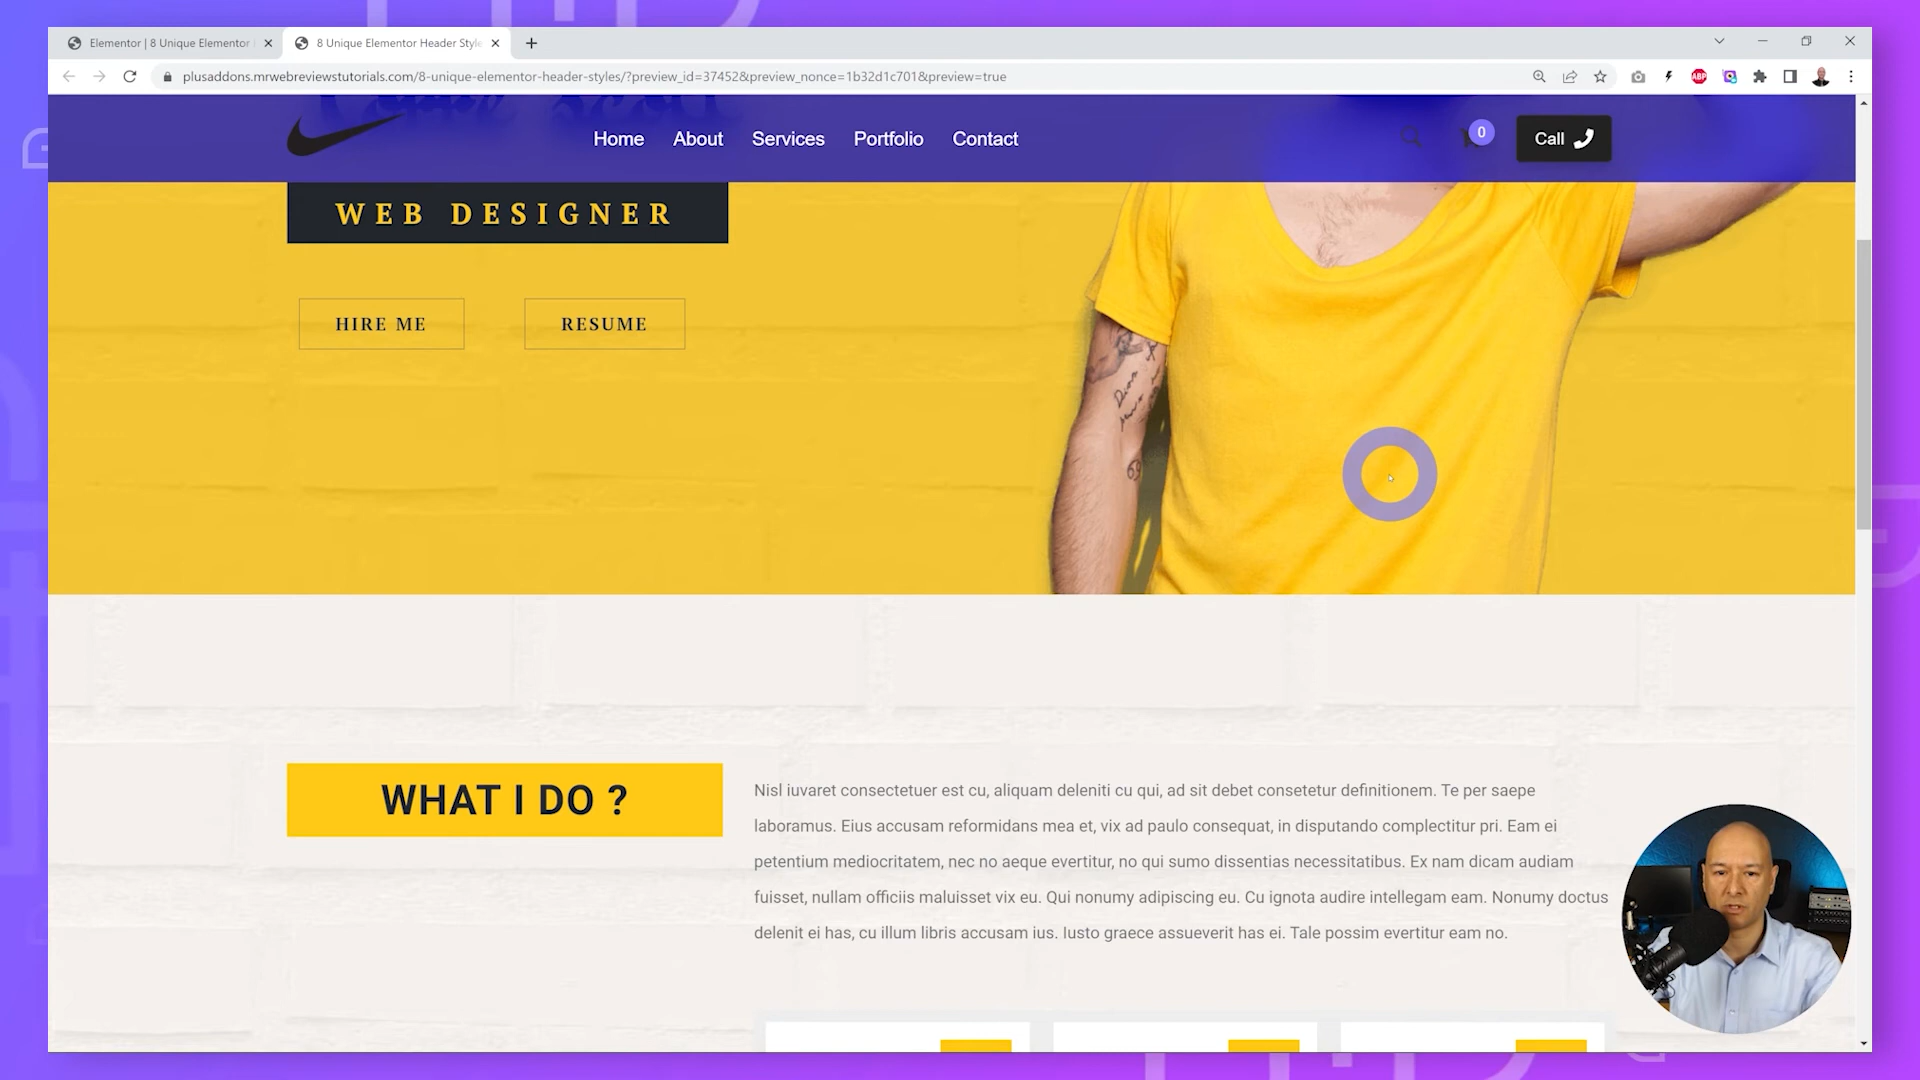 Elementor | 8 Unique Elementor
8 Unique Elementor Header Style
plusaddons.mrwebreviewstutorials.com/8-unique-elementor-header-styles/?preview_id=37452&preview_nonce=1b32d1c701&preview=true
ABP
Home
About
Services
Portfolio
Contact
0
Call
WEB DESIGNER
HIRE ME
RESUME
WHAT I DO ?
Nisl iuvaret consectetuer est cu, aliquam deleniti cu qui, ad sit debet consetetur definitionem. Te per saepe
laboramus. Eius accusam reformidans mea et, vix ad paulo consequat, in disputando complectitur pri. Eam ei
petentium mediocritatem, nec no aeque evertitur, no qui sumo dissentias necessitatibus. Ex nam dicam audiam
fuisset, nullam officiis maluisset vix eu. Qui nonumy adipiscing eu. Cu ignota audire intellegam eam. Nonumy doctus
delenit ei has, cu illum libris accusam ius. Iusto graece assueverit has ei. Tale possim evertitur eam no.